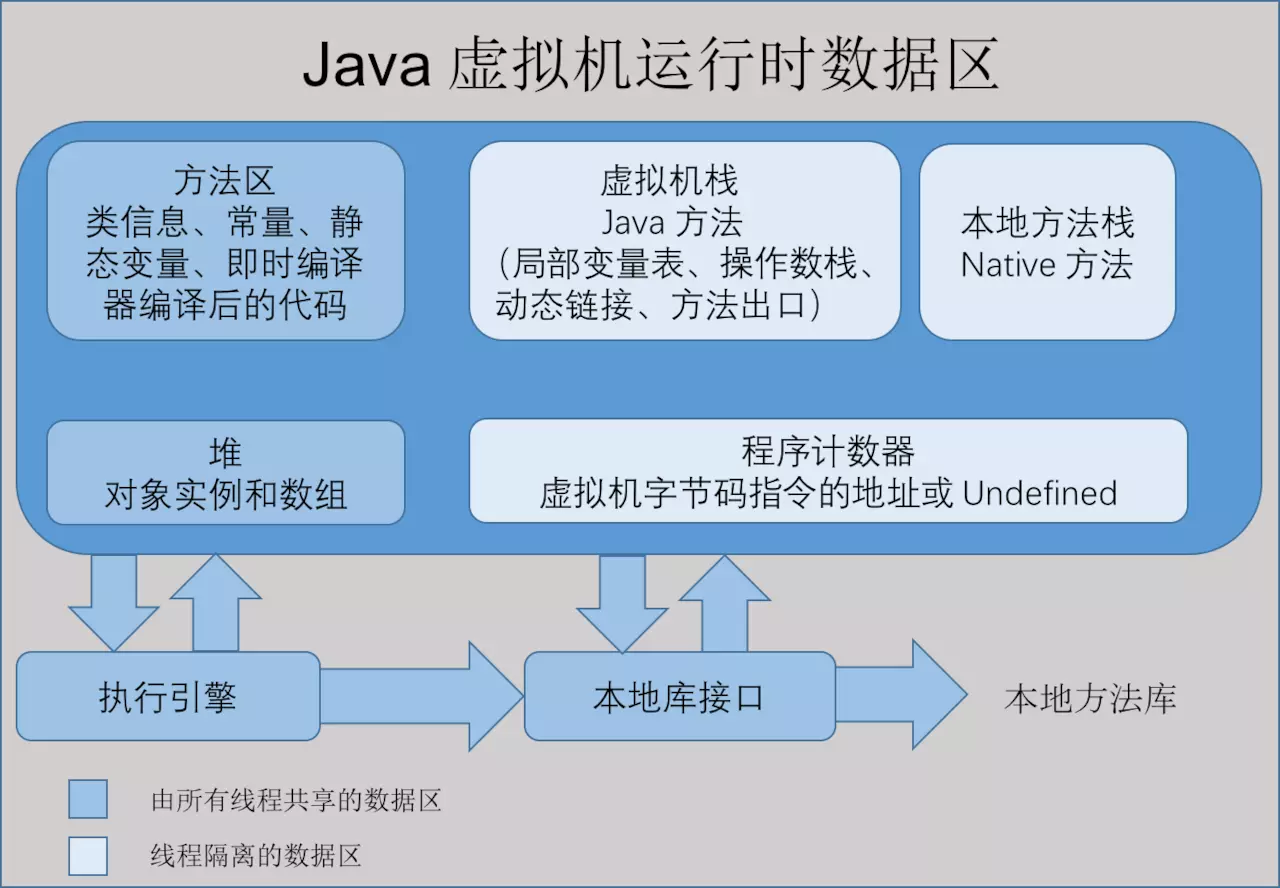 Java 虚拟机运行时数据区
方法区
类信息、常量、静
态变量、即时编译
器编译后的代码
虚拟机栈
Java 方法
（局部变量表、操作数栈、
动态链接、方法出口）
本地方法栈
Native 方法
堆
对象实例和数组
程序计数器
虚拟机字节码指令的地址或 Undefined
执行引擎
本地库接口
本地方法库
由所有线程共享的数据区
线程隔离的数据区